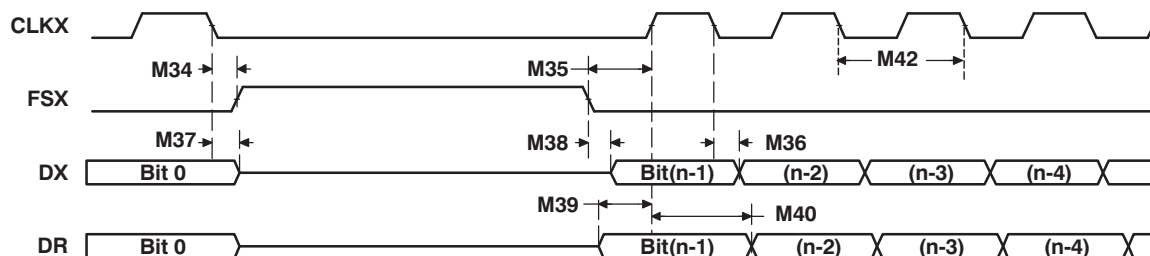 CLKX
M34
M35
M42
FSX
M37
M38
M36
DX Bit 0 Bit(n-1) (n-2) (n-3) (n-4)
M39
M40
DR Bit 0 Bit(n-1) (n-2) (n-3) (n-4)